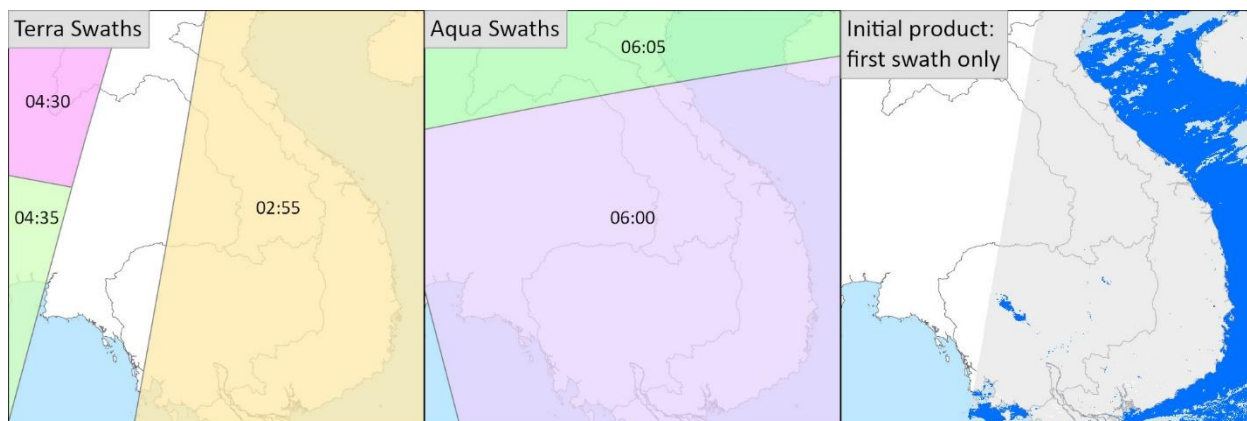 Terra Swaths
04:30
04:35
02:55
Aqua Swaths
06:05
06:00
Initial product:
first swath only